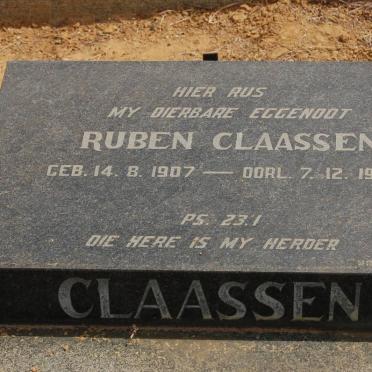 HIER RUS
MY DIERBARE EGGENOOT
RUBEN CLAASSEN
GEB. 14. 8. 1907 — OORL. 7. 12. 19
PS. 23:1
DIE HERE IS MY HERDER
CLAASSEN